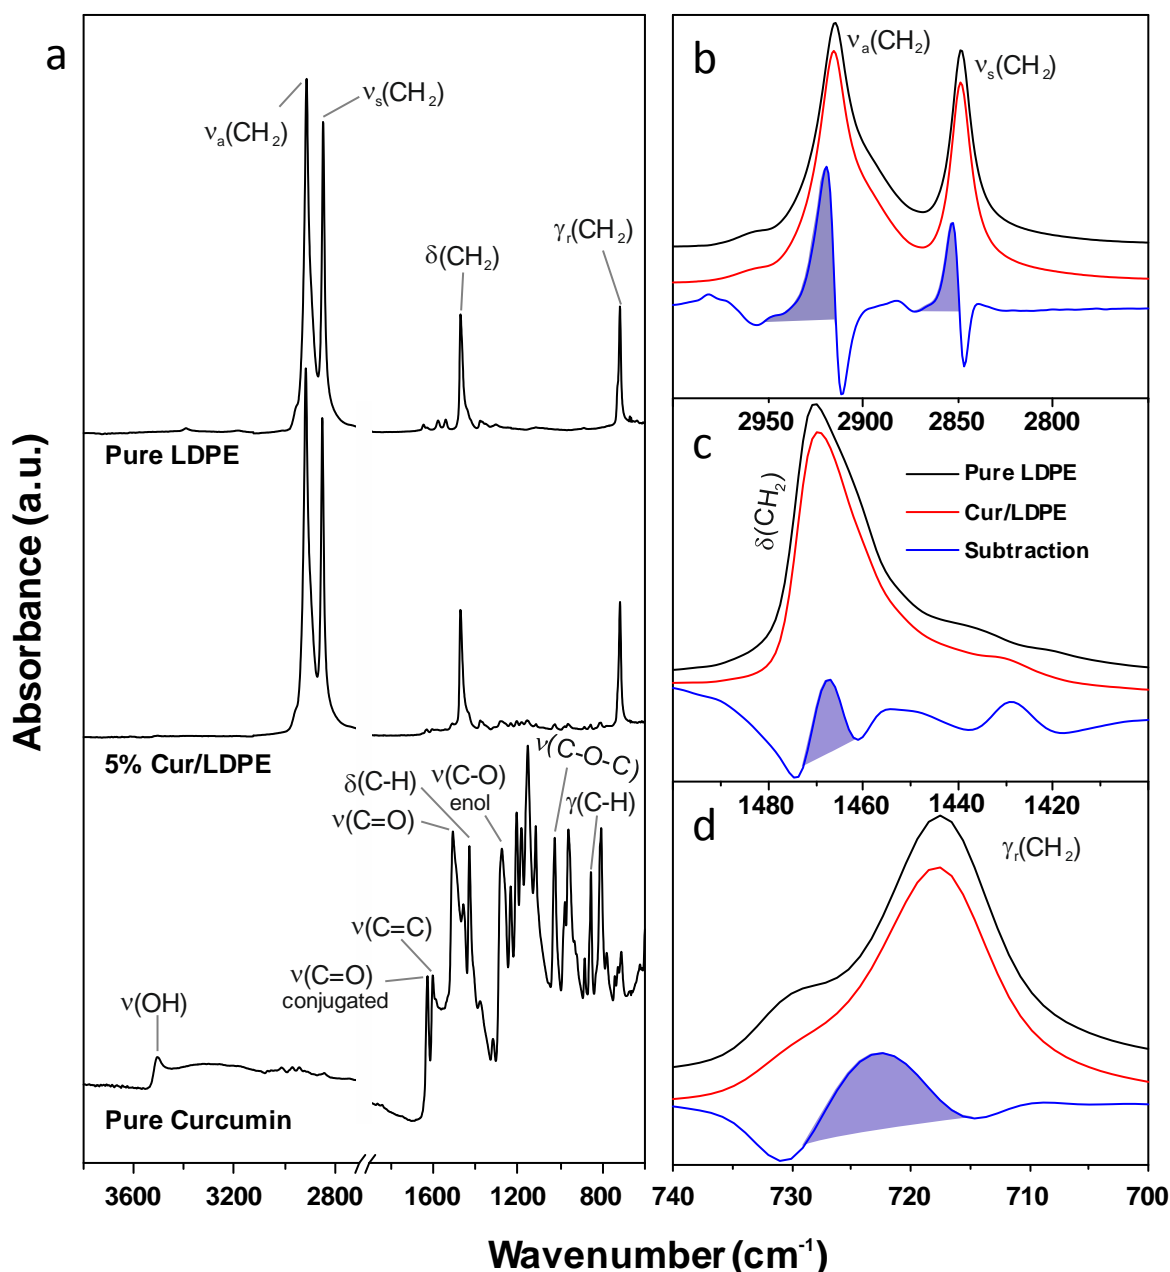 a
νa(CH2)
νs(CH2)
δ(CH2)
γr(CH2)
Pure LDPE
5% Cur/LDPE
ν(C-O-C)
δ(C-H)
ν(C-O)
enol
γ(C-H)
ν(C=O)
ν(C=C)
ν(C=O)
conjugated
ν(OH)
Pure Curcumin
3600 2800 1600 1200 800
b
νa(CH2)
νs(CH2)
2950 2900 2850 2800
c
δ(CH2)
Pure LDPE
Cur/LDPE
Subtraction
1480 1460 1440 1420
d
γr(CH2)
740 730 720 710 700
Absorbance (a.u.)
Wavenumber (cm-1)